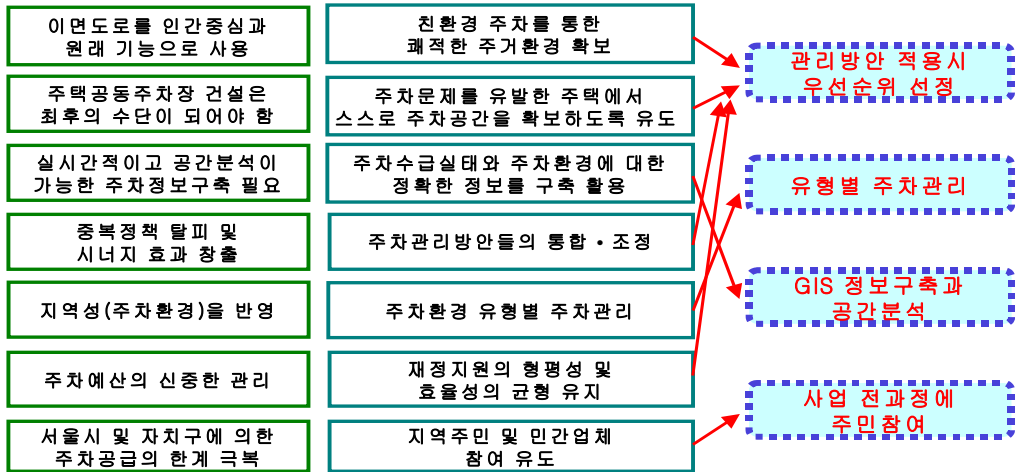 이면도로를 인간중심과
원래 기능으로 사용
주택공동주차장 건설은
최후의 수단이 되어야 함
실시간적이고 공간분석이
가능한 주차정보구축 필요
중복정책 탈피 및
시너지 효과 창출
지역성(주차환경)을 반영
주차예산의 신중한 관리
서울시 및 자치구에 의한
주차공급의 한계 극복
친환경 주차를 통한
쾌적한 주거환경 확보
주차문제를 유발한 주택에서
스스로 주차공간을 확보하도록 유도
주차수급실태와 주차환경에 대한
정확한 정보를 구축 활용
주차관리방안들의 통합・조정
주차환경 유형별 주차관리
재정지원의 형평성 및
효율성의 균형 유지
지역주민 및 민간업체
참여 유도
관리방안 적용시
우선순위 선정
유형별 주차관리
GIS 정보구축과
공간분석
사업 전과정에
주민참여